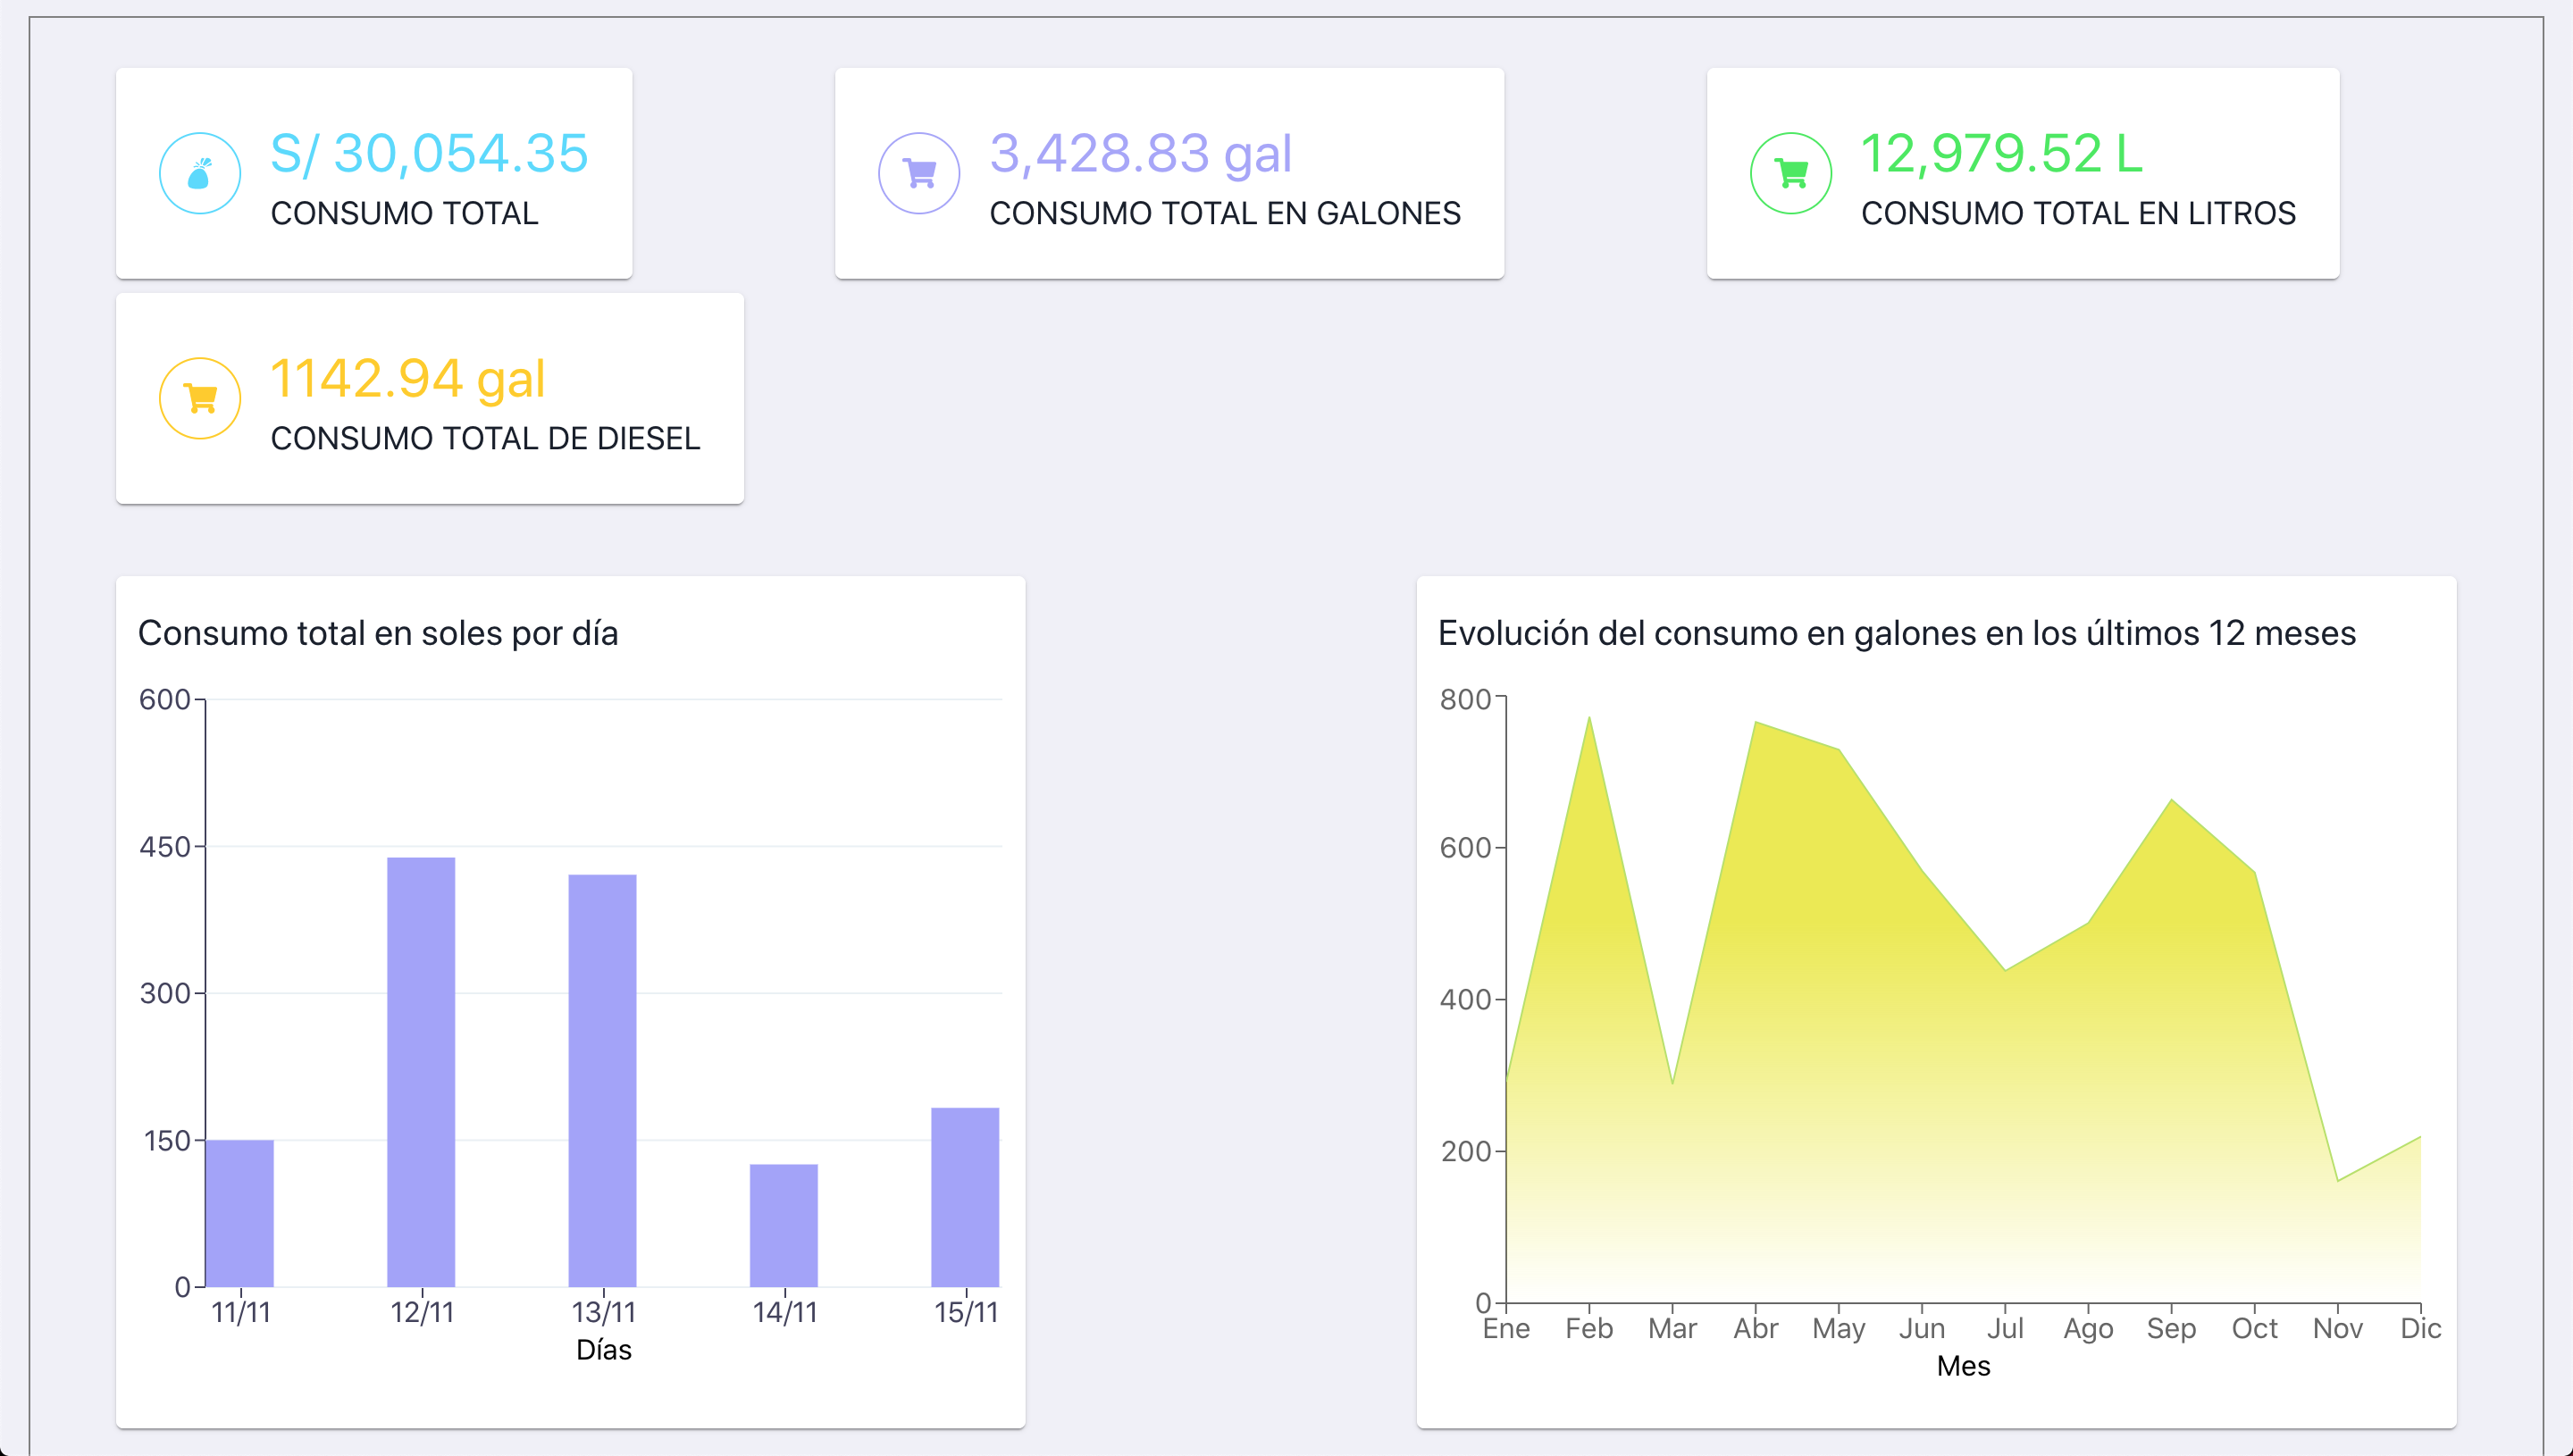 S/ 30,054.35
CONSUMO TOTAL
3,428.83 gal
CONSUMO TOTAL EN GALONES
12,979.52 L
CONSUMO TOTAL EN LITROS
1142.94 gal
CONSUMO TOTAL DE DIESEL
Consumo total en soles por día
600
450
300
150
0
11/11 12/11 13/11 14/11 15/11
Días
Evolución del consumo en galones en los últimos 12 meses
800
600
400
200
0
Ene Feb Mar Abr May Jun Jul Ago Sep Oct Nov Dic
Mes